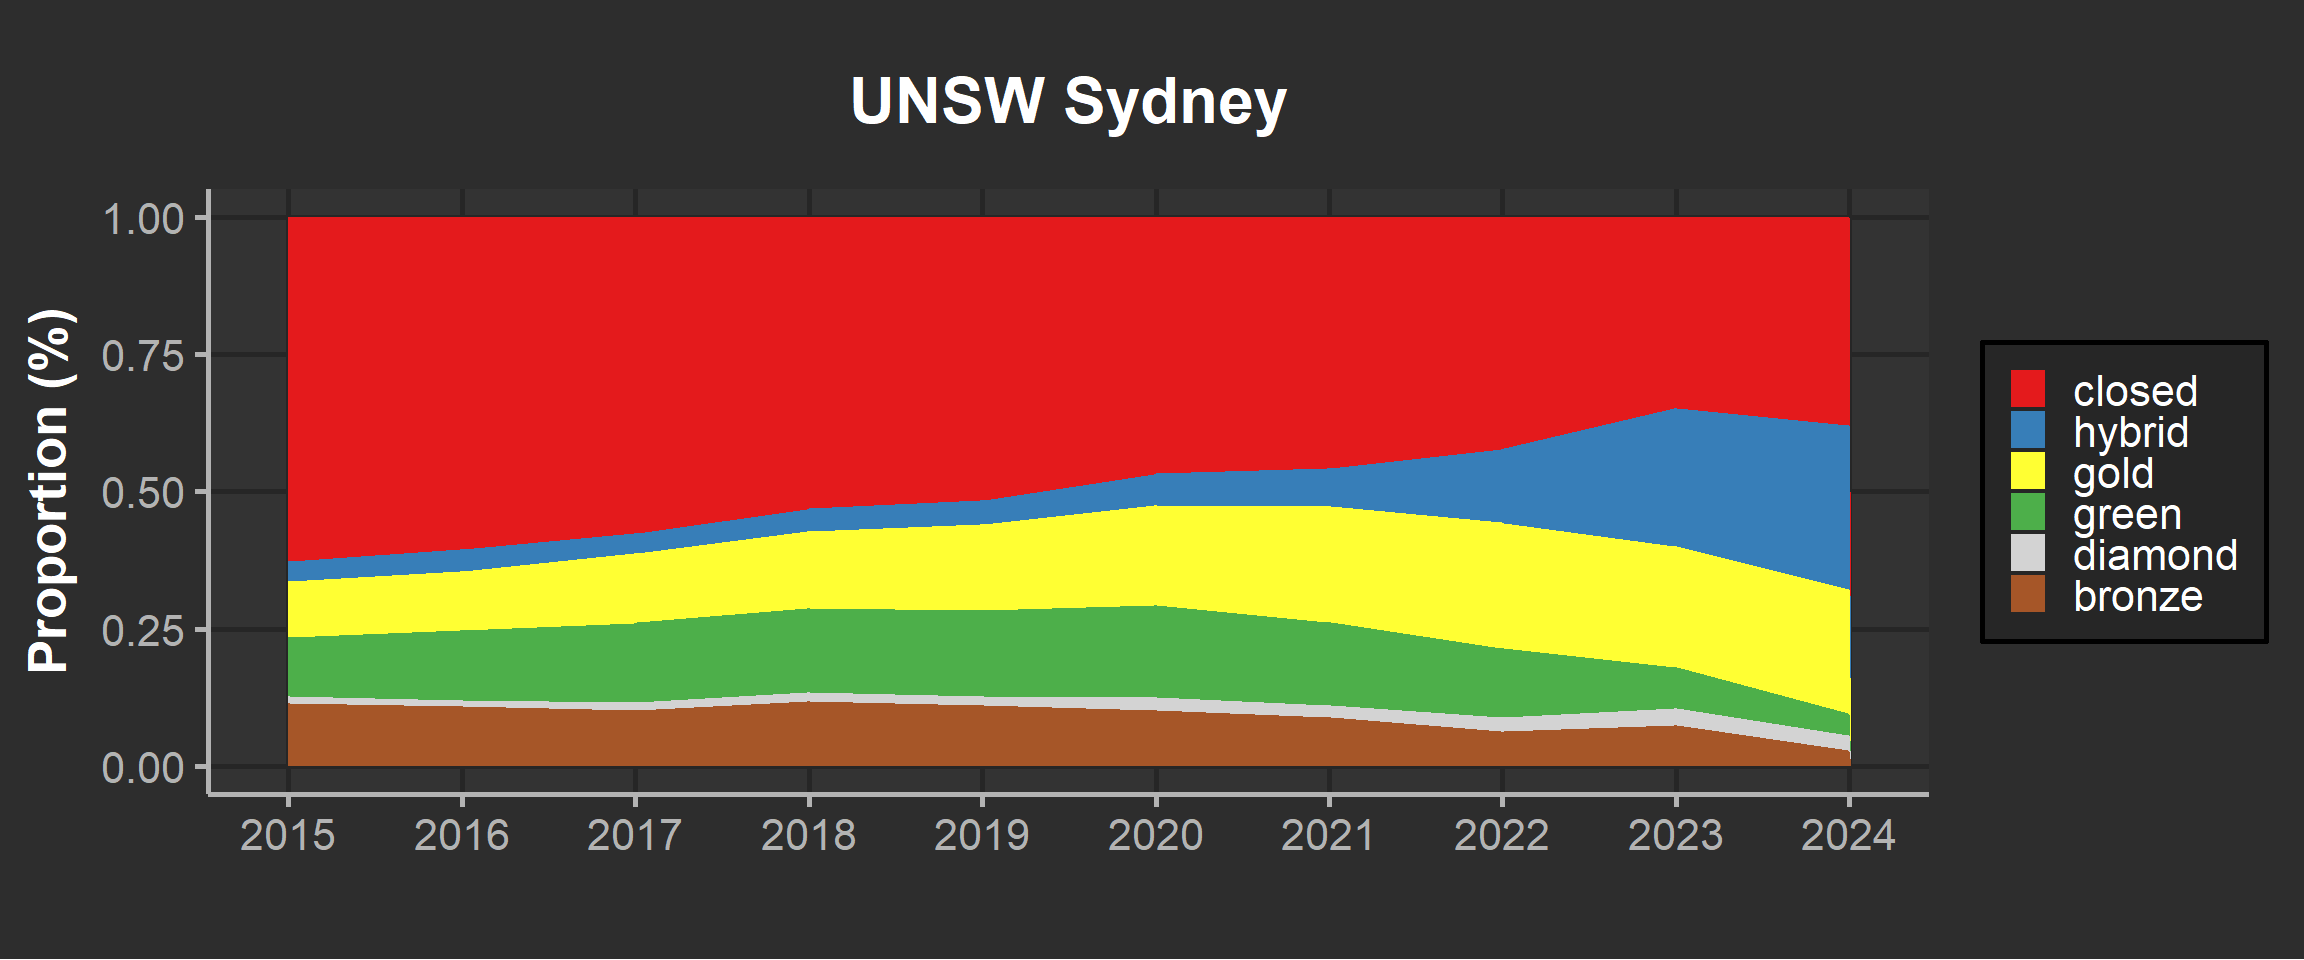 UNSW Sydney
Proportion (%)
1.00
0.75
0.50
0.25
0.00
2015 2016 2017 2018 2019 2020 2021 2022 2023 2024
closed
hybrid
gold
green
diamond
bronze